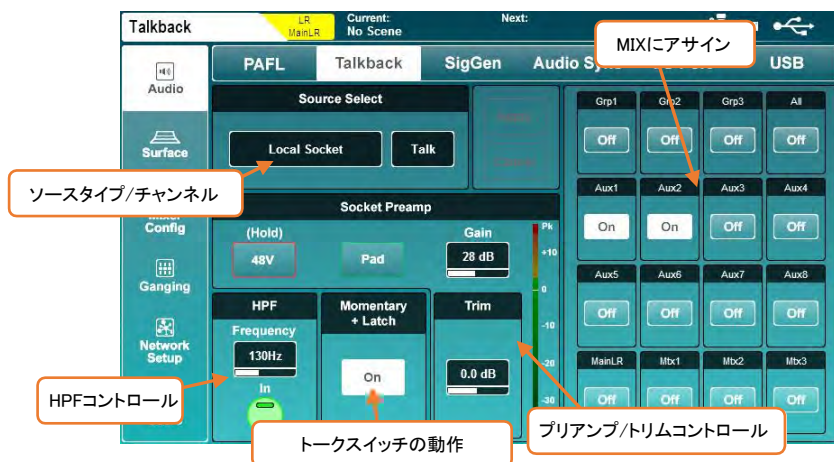 Talkback
LR
MainLR
Current:
No Scene
Next:
MIXにアサイン
Audio
PAFL
Talkback
SigGen
Audio
USB
Source Select
Local Socket
Talk
Surface
ソースタイプ/チャンネル
Config
Socket Preamp
(Hold)
48V
Pad
Gain
28 dB
Pk
+10
0
-10
-20
-30
Ganging
Network
Setup
HPF
Frequency
130Hz
In
HPFコントロール
Momentary
+ Latch
On
トークスイッチの動作
Trim
0.0 dB
プリアンプ/トリムコントロール
Grp1
Grp2
Grp3
All
Off
Off
Off
Off
Aux1
Aux2
Aux3
Aux4
On
On
Off
Off
Aux5
Aux6
Aux7
Aux8
Off
Off
Off
Off
MainLR
Mtx1
Mtx2
Mtx3
Off
Off
Off
Off